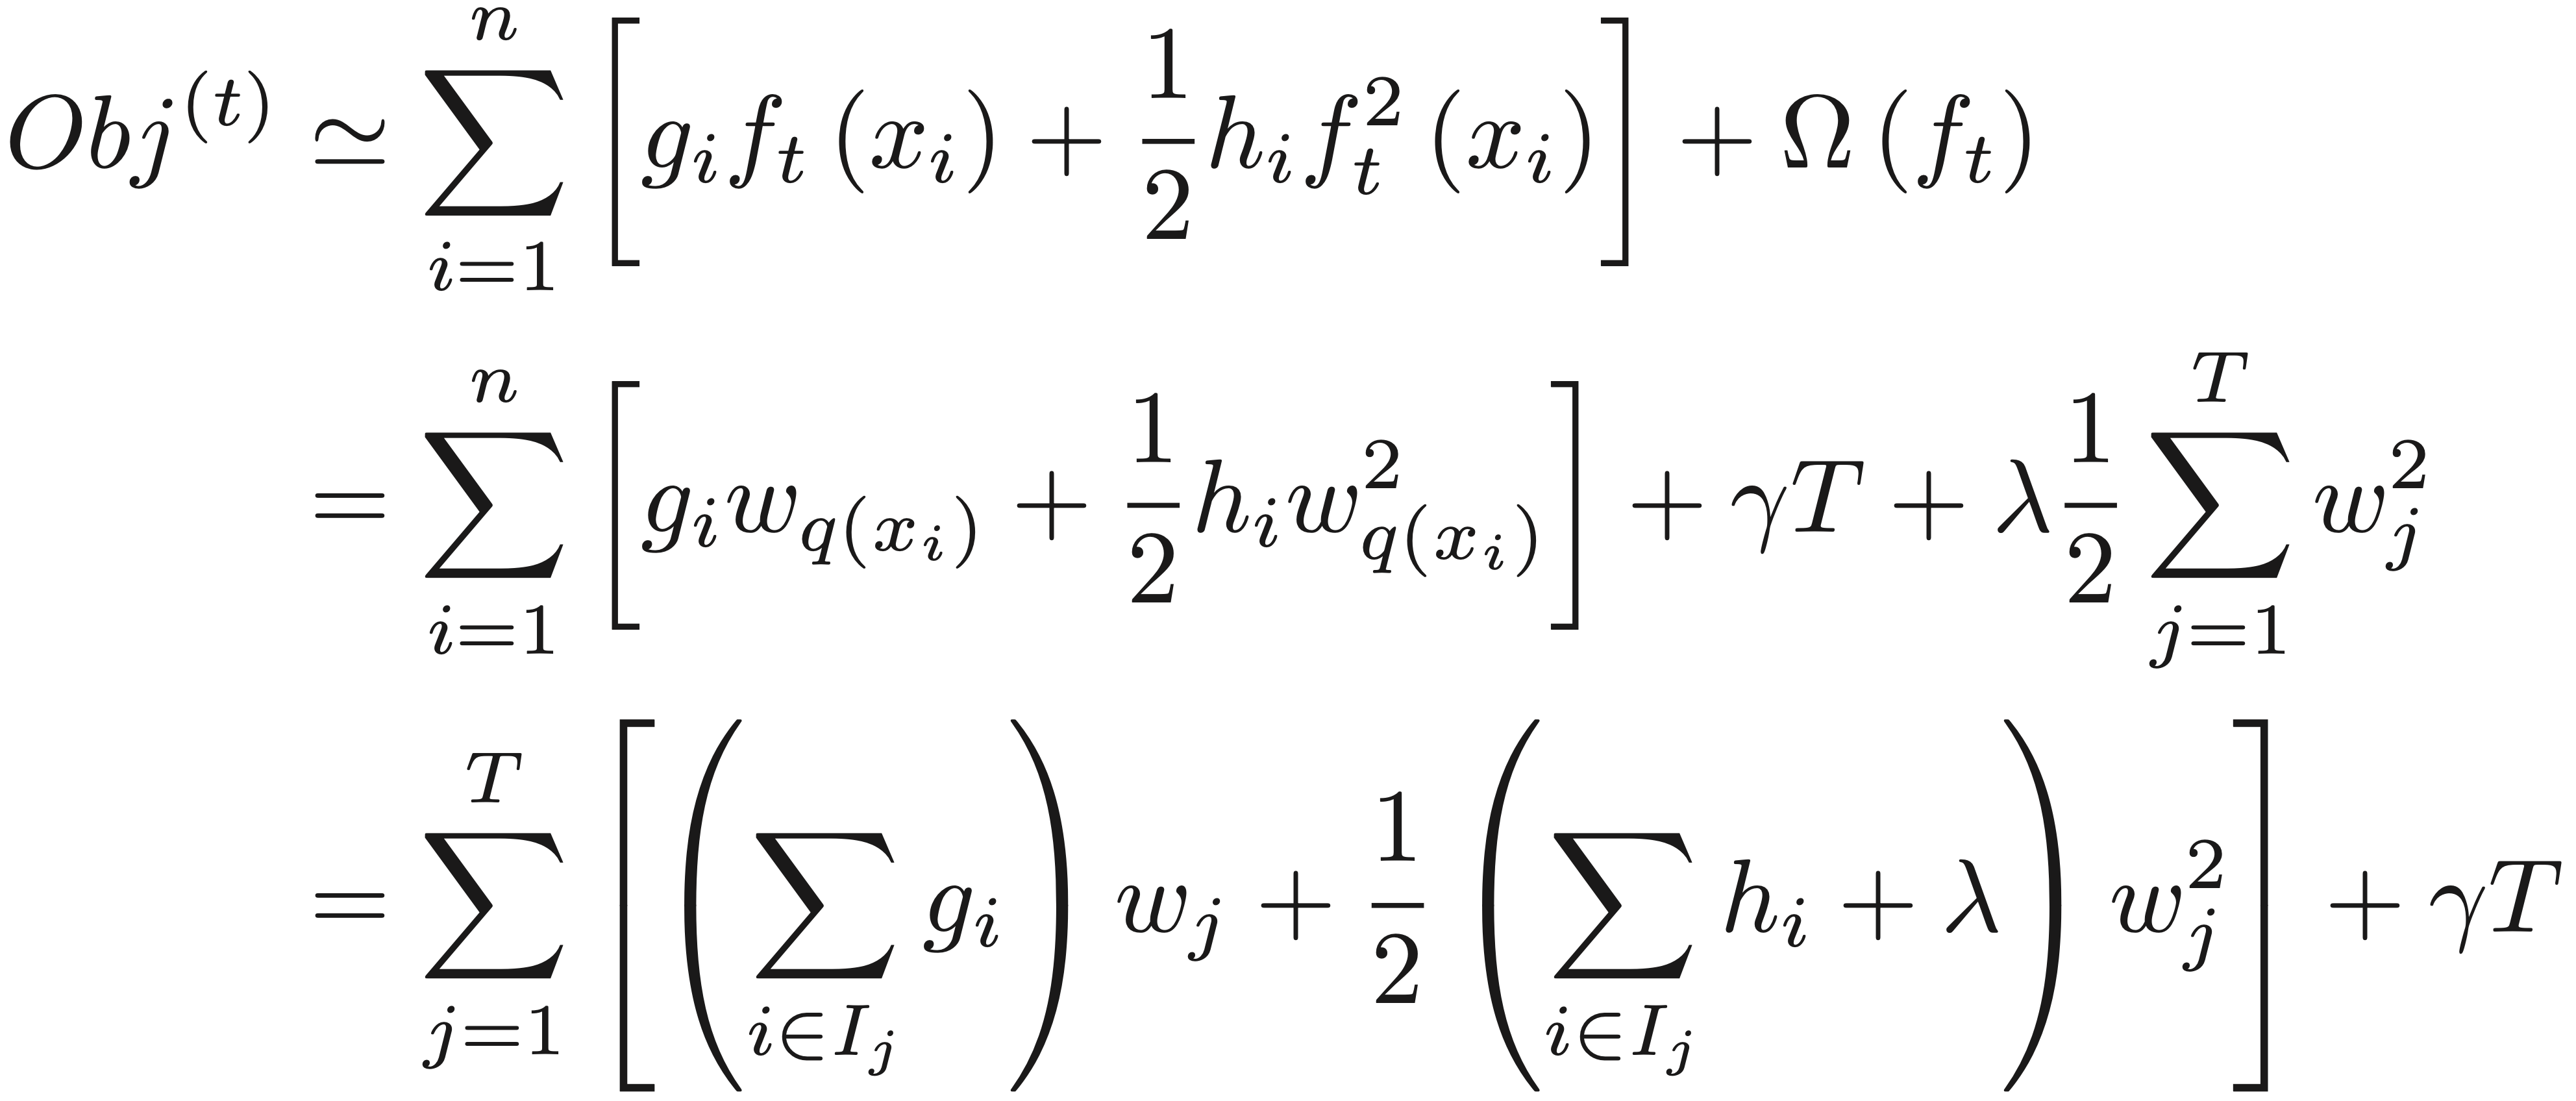 $Obj^{(t)} \simeq \sum_{i=1}^{n} \left[ g_i f_t (x_i) + \frac{1}{2} h_i f_t^2 (x_i) \right] + \Omega (f_t)$
$= \sum_{i=1}^{n} \left[ g_i w_{q(x_i)} + \frac{1}{2} h_i w_{q(x_i)}^2 \right] + \gamma T + \lambda \frac{1}{2} \sum_{j=1}^{T} w_j^2$
$= \sum_{j=1}^{T} \left[ \left( \sum_{i \in I_j} g_i \right) w_j + \frac{1}{2} \left( \sum_{i \in I_j} h_i + \lambda \right) w_j^2 \right] + \gamma T$